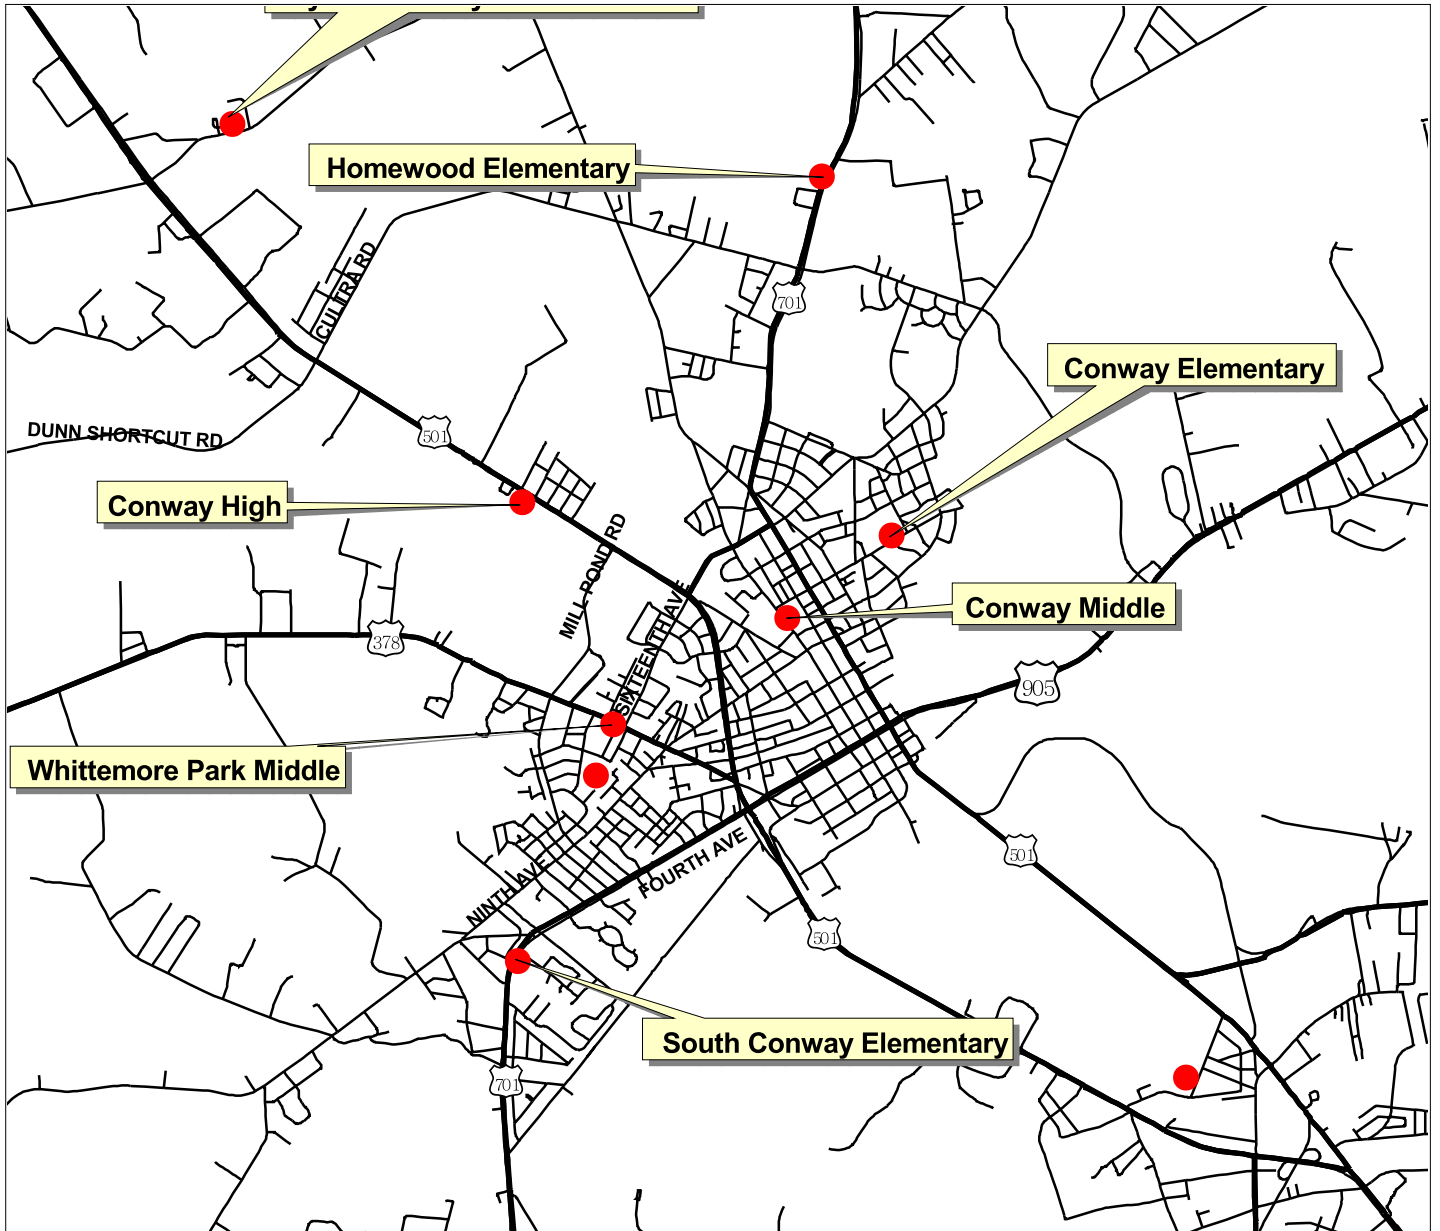 Homewood Elementary
CULTRA RD
701
Conway Elementary
501
DUNN SHORTCUT RD
Conway High
MILL POND RD
SIXTEENTH AVE
Conway Middle
378
905
Whittemore Park Middle
FOURTH AVE
501
NINTH AVE
501
South Conway Elementary
701